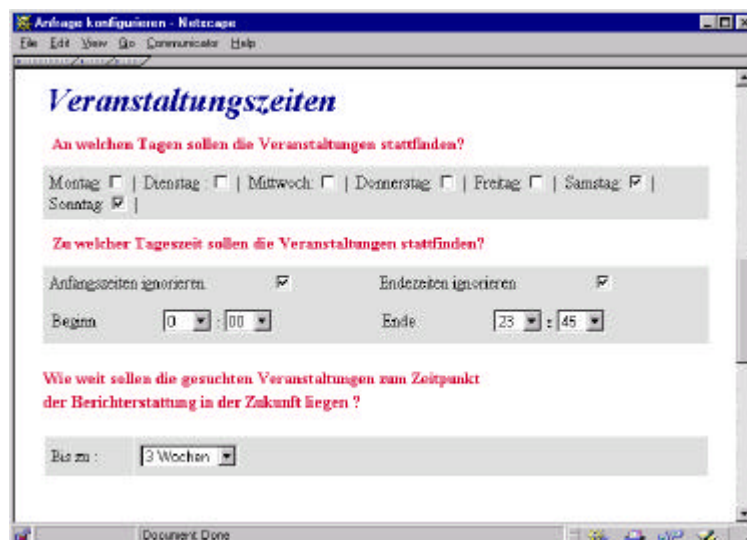 Anfrage konfigurieren - Netscape
File Edit View Go Communicator Help
Veranstaltungszeiten
An welchen Tagen sollen die Veranstaltungen stattfinden?
Montag: | Dienstag : | Mittwoch: | Donnerstag: | Freitag: | Samstag: |
Sonntag: |
Zu welcher Tageszeit sollen die Veranstaltungen stattfinden?
Anfangszeiten ignorieren Endezeiten ignorieren
Beginn 0 : 00 Ende 23 : 45
Wie weit sollen die gesuchten Veranstaltungen zum Zeitpunkt
der Berichterstattung in der Zukunft liegen ?
Bis zu : 3 Wochen
Document Done